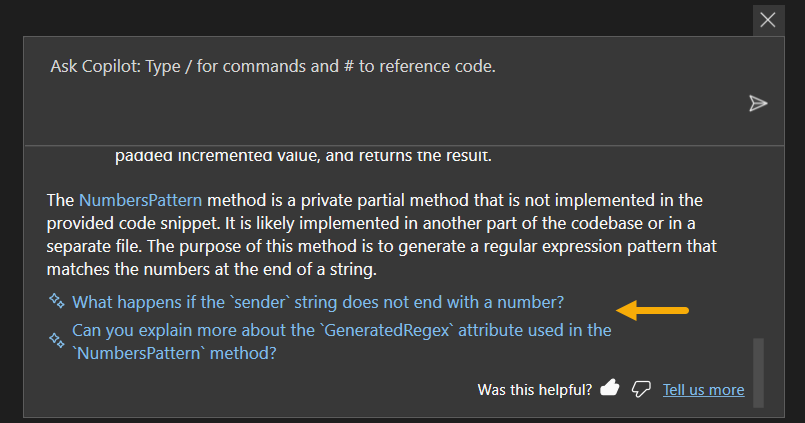 Ask Copilot: Type / for commands and # to reference code.
padded incremented value, and returns the result.
The NumbersPattern method is a private partial method that is not implemented in the
provided code snippet. It is likely implemented in another part of the codebase or in a
separate file. The purpose of this method is to generate a regular expression pattern that
matches the numbers at the end of a string.
What happens if the `sender` string does not end with a number?
Can you explain more about the `GeneratedRegex` attribute used in the
`NumbersPattern` method?
Was this helpful? Tell us more